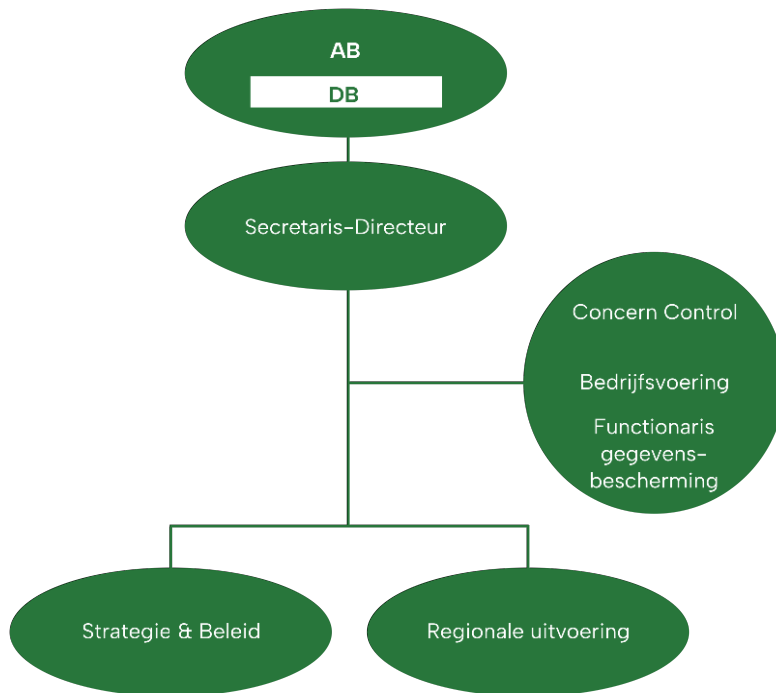 AB
DB
Secretaris-Directeur
Concern Control
Bedrijfsvoering
Functionaris
gegevens-
bescherming
Strategie & Beleid
Regionale uitvoering